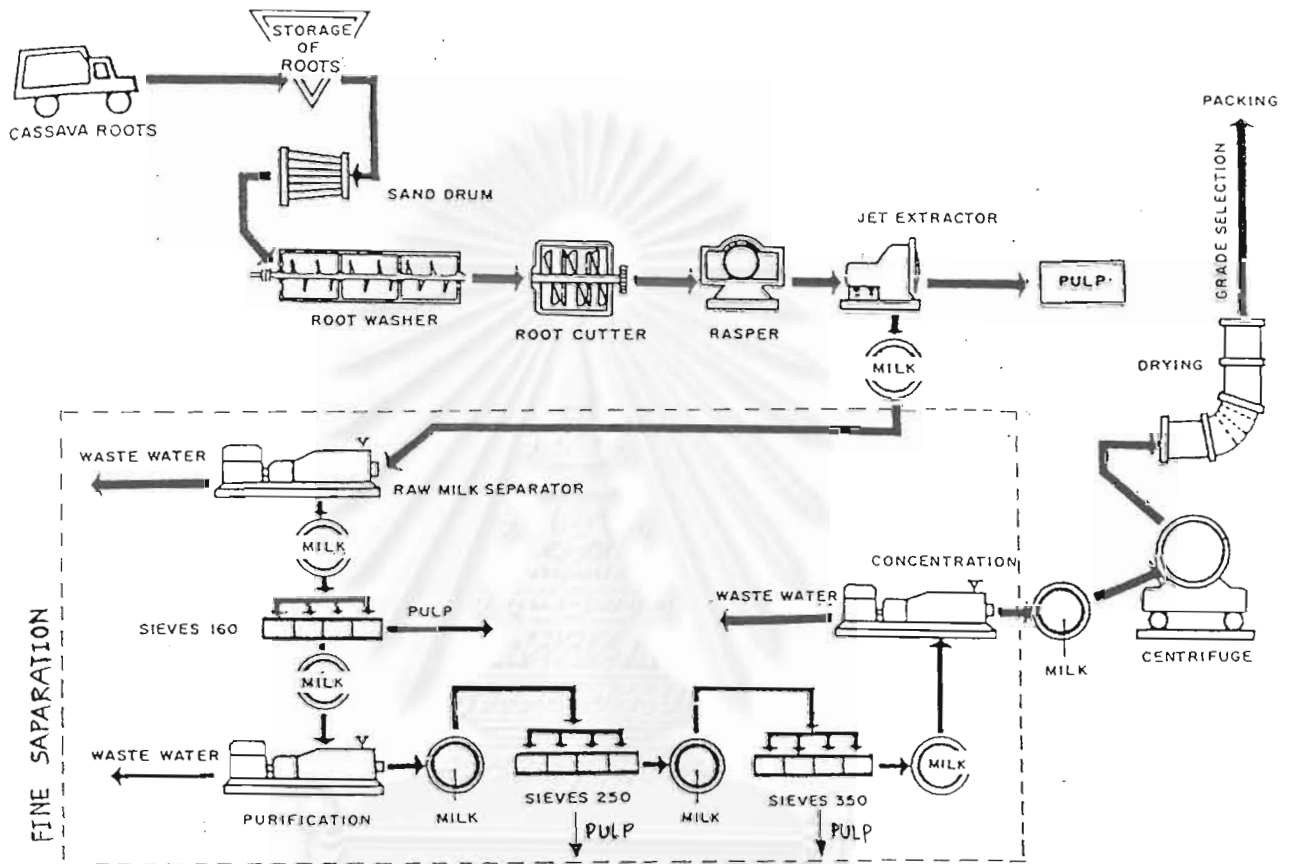 STORAGE
OF
ROOTS
CASSAVA ROOTS
SAND DRUM
ROOT WASHER
ROOT CUTTER
RASPER
JET EXTRACTOR
PULP
MILK
PACKING
GRADE SELECTION
DRYING
WASTE WATER
RAW MILK SEPARATOR
MILK
SIEVES 160
PULP
MILK
WASTE WATER
PURIFICATION
MILK
SIEVES 250
PULP
MILK
SIEVES 350
PULP
MILK
CONCENTRATION
WASTE WATER
MILK
CENTRIFUGE
FINE SAPARATION